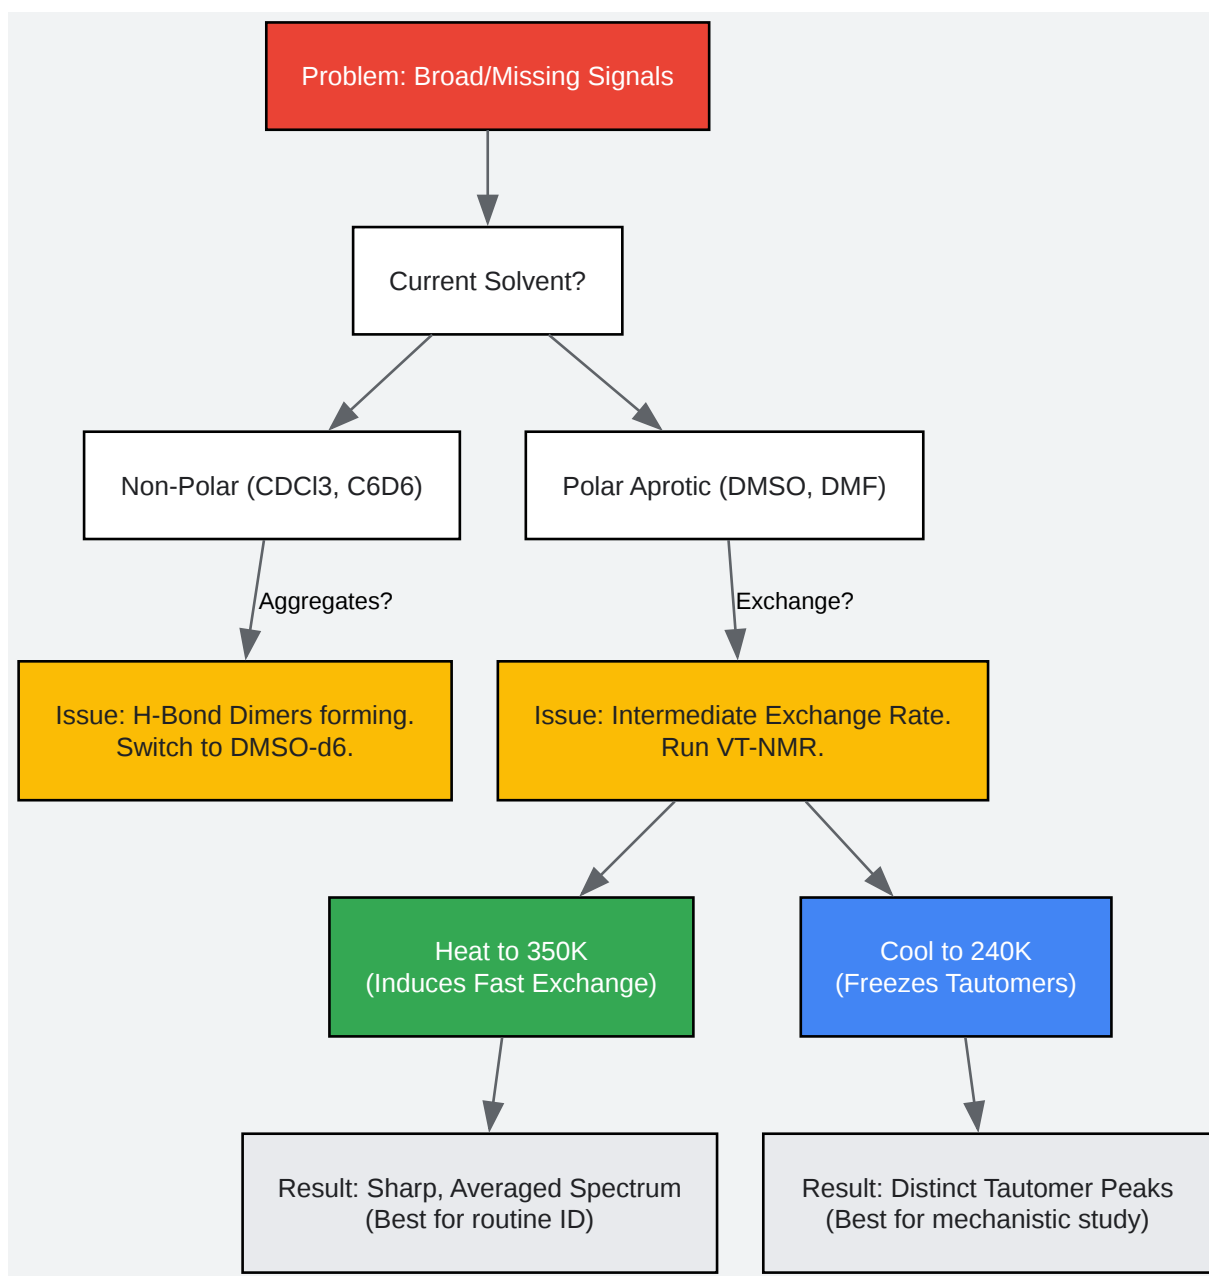 Problem: Broad/Missing Signals
Current Solvent?
Non-Polar (CDCl3, C6D6)
Polar Aprotic (DMSO, DMF)
Aggregates?
Exchange?
Issue: H-Bond Dimers forming.
Switch to DMSO-d6.
Issue: Intermediate Exchange Rate.
Run VT-NMR.
Heat to 350K
(Induces Fast Exchange)
Cool to 240K
(Freezes Tautomers)
Result: Sharp, Averaged Spectrum
(Best for routine ID)
Result: Distinct Tautomer Peaks
(Best for mechanistic study)